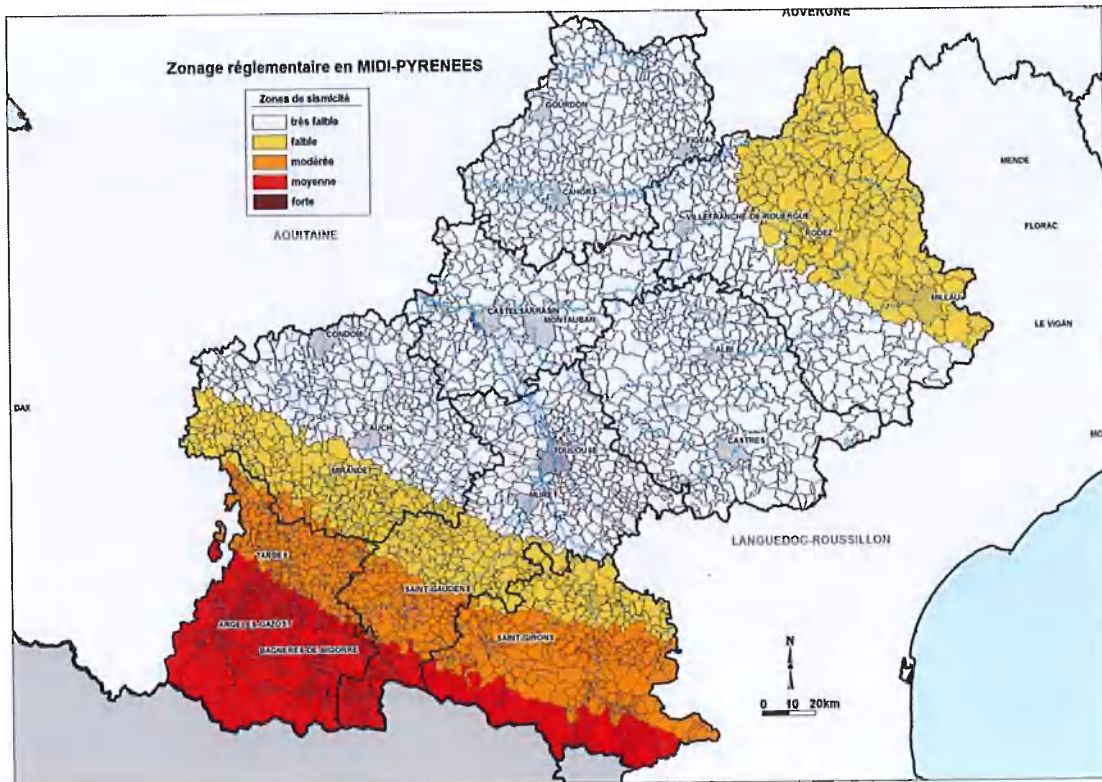 AUVERGNE
Zonage réglementaire en MIDI-PYRENEES
Zones de sismicité
très faible
faible
modérée
moyenne
forte
AQUITAINE
GOURDON
FIGEAC
MENDE
CAHORS
VILLEFRANCHE-DE-ROUERGUE
RODEZ
FLORAC
MILLAU
CASTELSARRASIN
MONTAUBAN
LE VIGAN
CONDOM
ALBI
DAX
AUCH
CASTRES
MO
TOULOUSE
MIRANDE
MURET
LANGUEDOC-ROUSSILLON
TARBES
SAINT-GAUDENS
ARGELES-GAZOST
SAINT-GIRONS
BAGNERES-DE-BIGORRE
N
0 10 20km